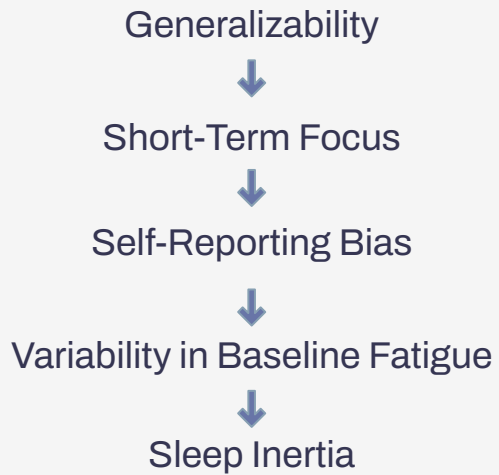 Generalizability
Short-Term Focus
Self-Reporting Bias
Variability in Baseline Fatigue
Sleep Inertia